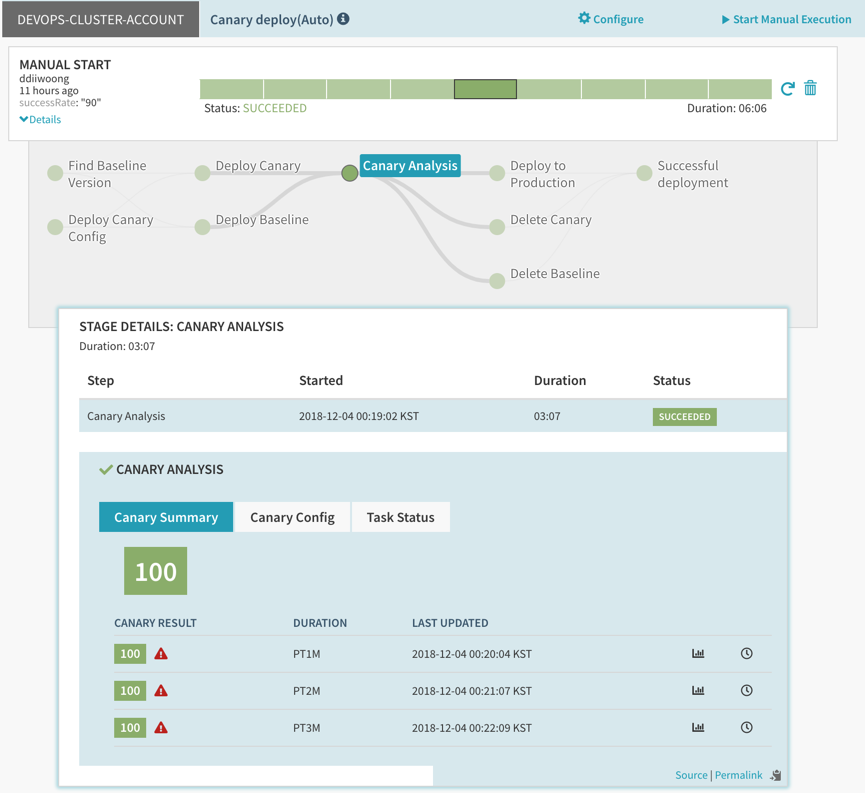 DEVOPS-CLUSTER-ACCOUNT
Canary deploy(Auto)
Configure
Start Manual Execution
MANUAL START
ddiiwoong
11 hours ago
successRate: "90"
Details
Status: SUCCEEDED
Duration: 06:06
Find Baseline
Version
Deploy Canary
Canary Analysis
Deploy to
Production
Successful
deployment
Deploy Canary
Config
Deploy Baseline
Delete Canary
Delete Baseline
STAGE DETAILS: CANARY ANALYSIS
Duration: 03:07
Step Started Duration Status
Canary Analysis 2018-12-04 00:19:02 KST 03:07 SUCCEEDED
CANARY ANALYSIS
Canary Summary Canary Config Task Status
100
CANARY RESULT DURATION LAST UPDATED
100 PT1M 2018-12-04 00:20:04 KST
100 PT2M 2018-12-04 00:21:07 KST
100 PT3M 2018-12-04 00:22:09 KST
Source | Permalink